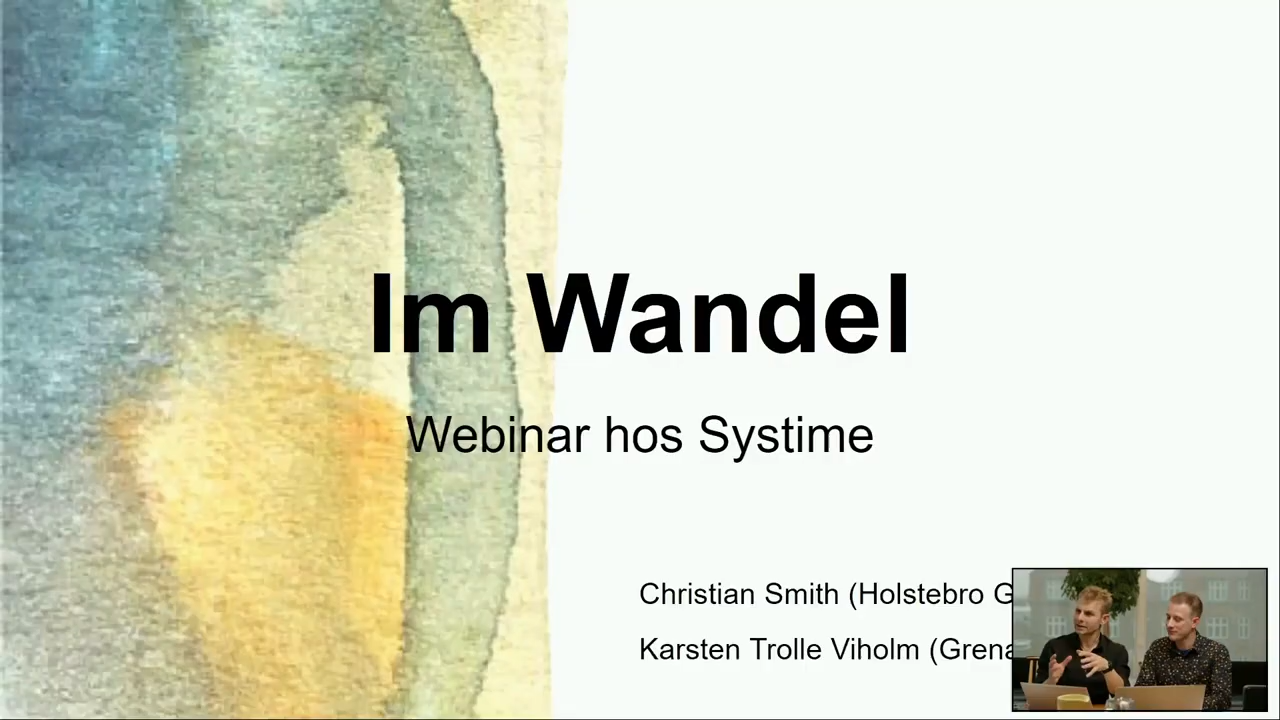 Im Wandel
Webinar hos Systime
Christian Smith (Holstebro
Karsten Trolle Viholm